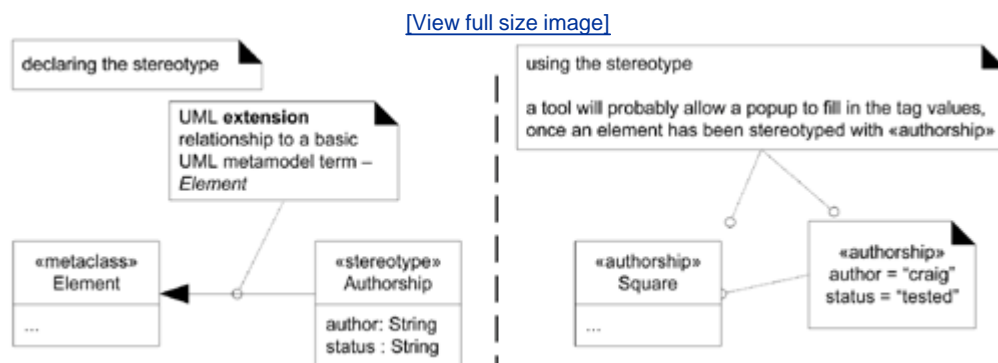 [View full size image]
declaring the stereotype
UML extension
relationship to a basic
UML metamodel term –
Element
«metaclass»
Element
...
«stereotype»
Authorship
author: String
status : String
using the stereotype
a tool will probably allow a popup to fill in the tag values,
once an element has been stereotyped with «authorship»
«authorship»
Square
...
«authorship»
author = “craig”
status = “tested”